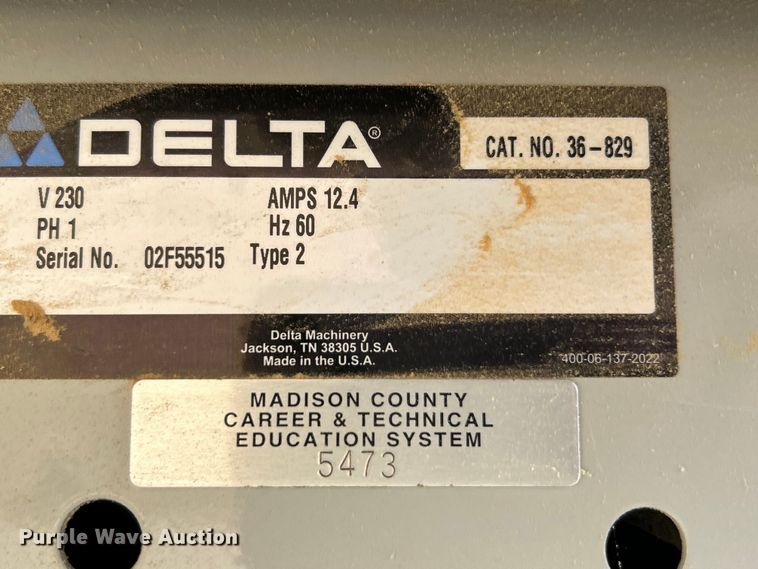 DELTA®
CAT. NO. 36-829
V 230 AMPS 12.4
PH 1 Hz 60
Serial No. 02F55515 Type 2
Delta Machinery
Jackson, TN 38305 U.S.A.
Made in the U.S.A.
400-06-137-2022
MADISON COUNTY
CAREER & TECHNICAL
EDUCATION SYSTEM
5473
Purple Wave Auction